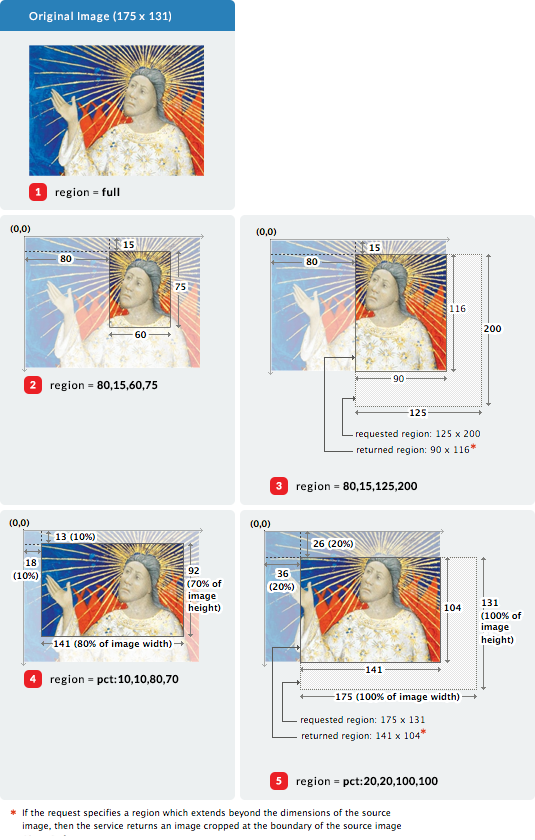 Original Image (175 x 131)
1 region = full
(0,0)
15
80
75
60
2 region = 80,15,60,75
(0,0)
15
80
116
200
90
125
requested region: 125 x 200
returned region: 90 x 116*
3 region = 80,15,125,200
(0,0)
13 (10%)
18
(10%)
92
(70% of
image
height)
141 (80% of image width)
4 region = pct:10,10,80,70
(0,0)
26 (20%)
36
(20%)
104
131
(100% of
image
height)
141
175 (100% of image width)
requested region: 175 x 131
returned region: 141 x 104*
5 region = pct:20,20,100,100
* If the request specifies a region which extends beyond the dimensions of the source
image, then the service returns an image cropped at the boundary of the source image